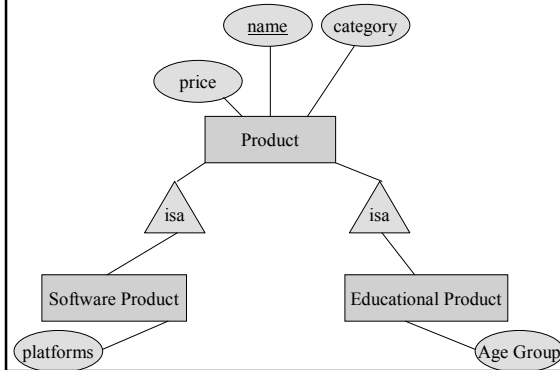 name
category
price
Product
isa
isa
Software Product
Educational Product
platforms
Age Group